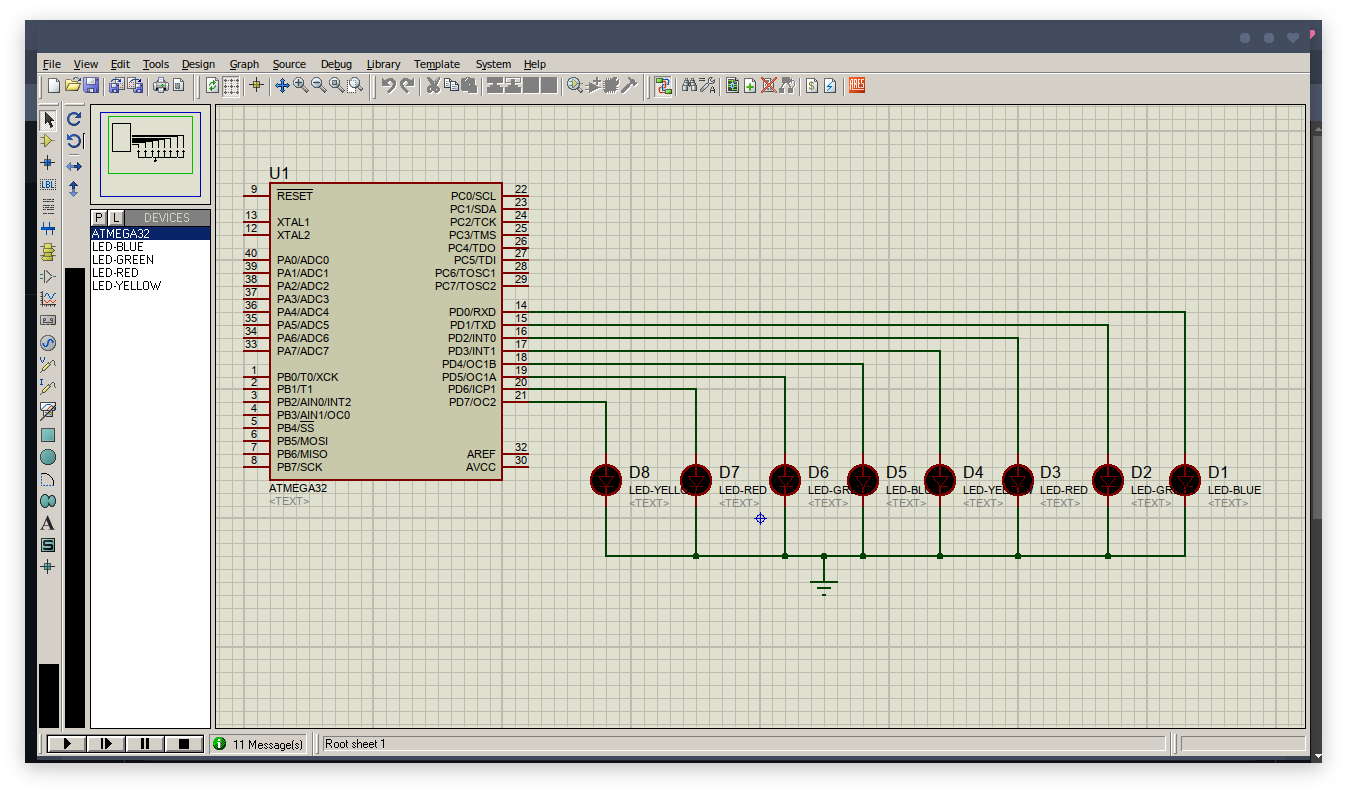 File View Edit Tools Design Graph Source Debug Library Template System Help
LBL
ARES
P L DEVICES
ATMEGA32
LED-BLUE
LED-GREEN
LED-RED
LED-YELLOW
A
S
U1
9 RESET PC0/SCL 22
PC1/SDA 23
13 XTAL1 PC2/TCK 24
12 XTAL2 PC3/TMS 25
PC4/TDO 26
40 PA0/ADC0 PC5/TDI 27
39 PA1/ADC1 PC6/TOSC1 28
38 PA2/ADC2 PC7/TOSC2 29
37 PA3/ADC3
36 PA4/ADC4 PD0/RXD 14
35 PA5/ADC5 PD1/TXD 15
34 PA6/ADC6 PD2/INT0 16
33 PA7/ADC7 PD3/INT1 17
PD4/OC1B 18
1 PB0/T0/XCK PD5/OC1A 19
2 PB1/T1 PD6/ICP1 20
3 PB2/AIN0/INT2 PD7/OC2 21
4 PB3/AIN1/OC0
5 PB4/SS
6 PB5/MOSI
7 PB6/MISO AREF 32
8 PB7/SCK AVCC 30
ATMEGA32
<TEXT>
D8 D7 D6 D5 D4 D3 D2 D1
LED-YELLO LED-RED LED-GR LED-BLU LED-YE W LED-RED LED-GR LED-BLUE
<TEXT> <TEXT> <TEXT> <TEXT> <TEXT> <TEXT> <TEXT> <TEXT>
11 Message(s) Root sheet 1